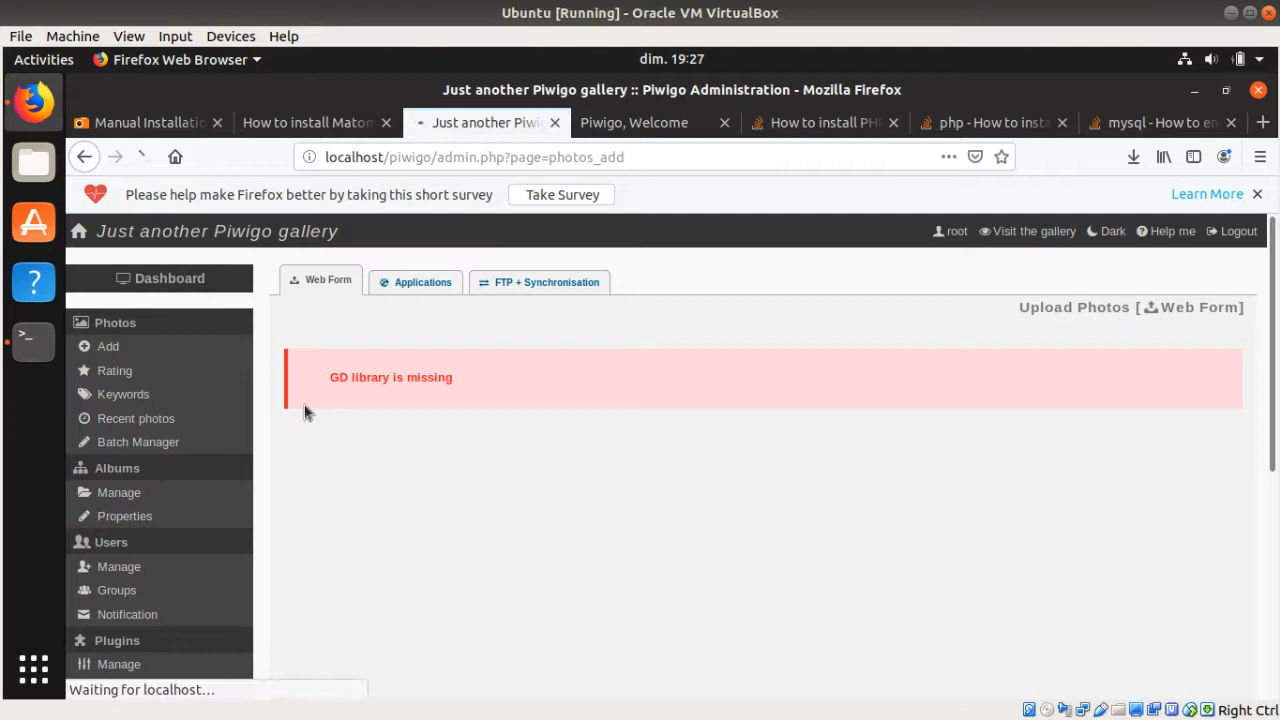 Ubuntu [Running] - Oracle VM VirtualBox
File Machine View Input Devices Help
Activities Firefox Web Browser dim. 19:27
Just another Piwigo gallery :: Piwigo Administration - Mozilla Firefox
Manual Installatio How to install Matom Just another Piwig Piwigo, Welcome How to install PHP php - How to insta mysql - How to en
localhost/piwigo/admin.php?page=photos_add
Please help make Firefox better by taking this short survey Take Survey Learn More
Just another Piwigo gallery root Visit the gallery Dark Help me Logout
Dashboard
Web Form Applications FTP + Synchronisation
Upload Photos [ Web Form]
Photos
Add
Rating
Keywords
Recent photos
Batch Manager
Albums
Manage
Properties
Users
Manage
Groups
Notification
Plugins
Manage
GD library is missing
Waiting for localhost...
Right Ctrl